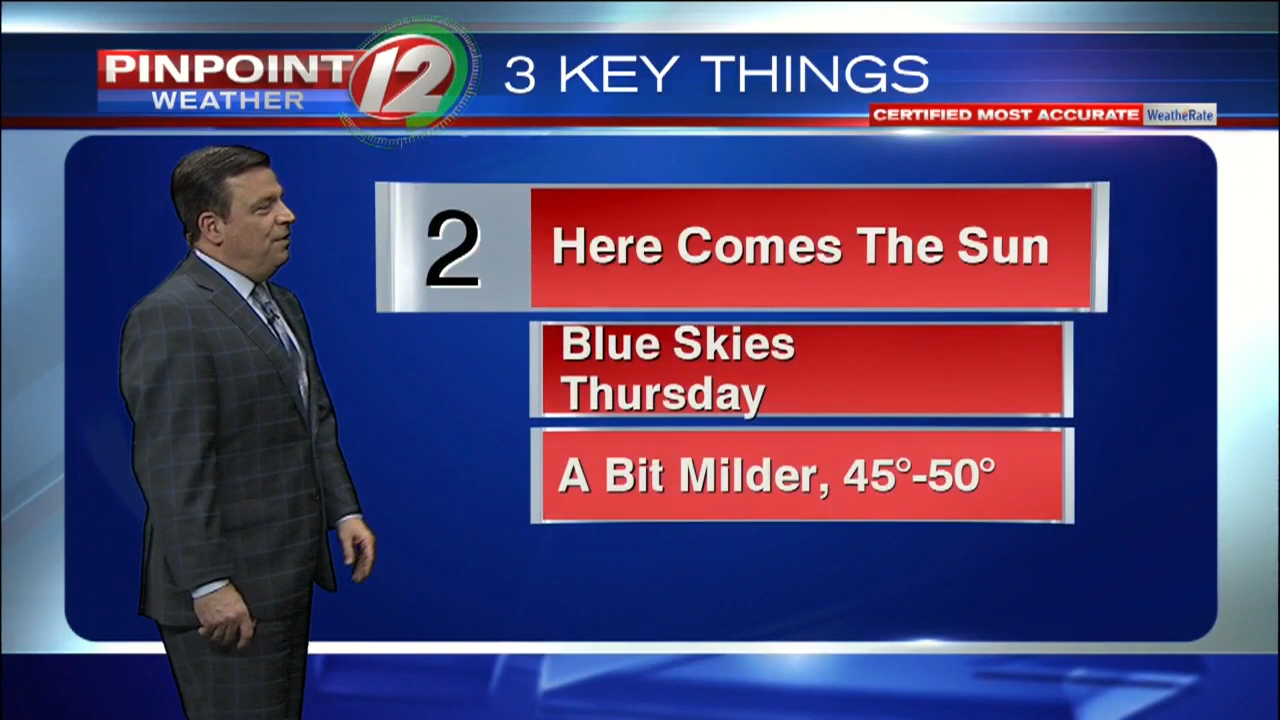 PINPOINT 12
WEATHER
3 KEY THINGS
CERTIFIED MOST ACCURATE WeatheRate
2 Here Comes The Sun
Blue Skies
Thursday
A Bit Milder, 45°-50°